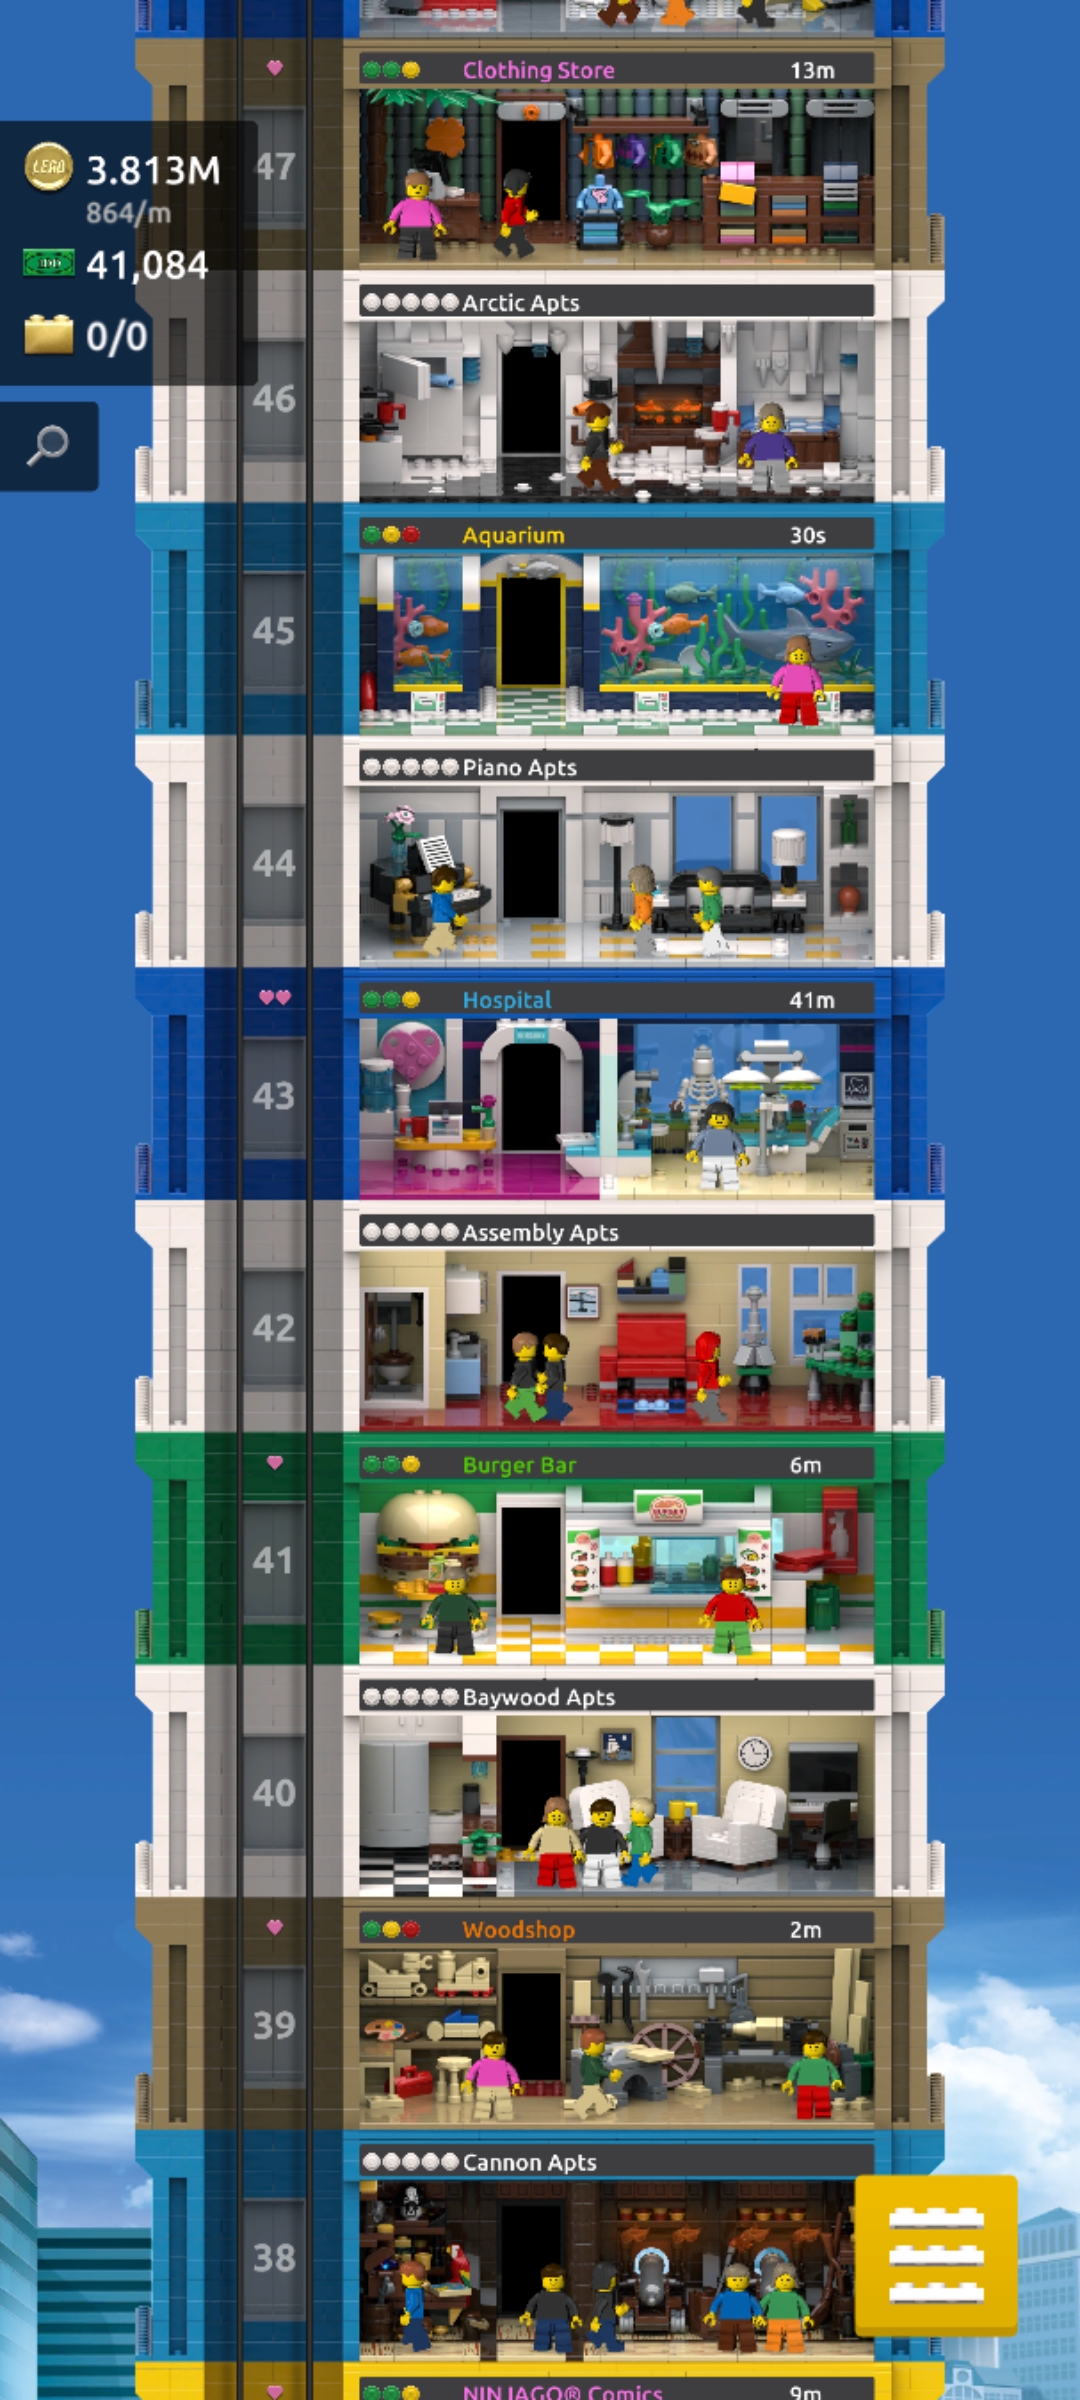 Clothing Store 13m
47
LEGO 3.813M
864/m
41,084
0/0
Arctic Apts
46
Aquarium 30s
45
Piano Apts
44
Hospital 41m
43
Assembly Apts
42
Burger Bar 6m
41
Baywood Apts
40
Woodshop 2m
39
Cannon Apts
38
NINJAGO® Comics 9m